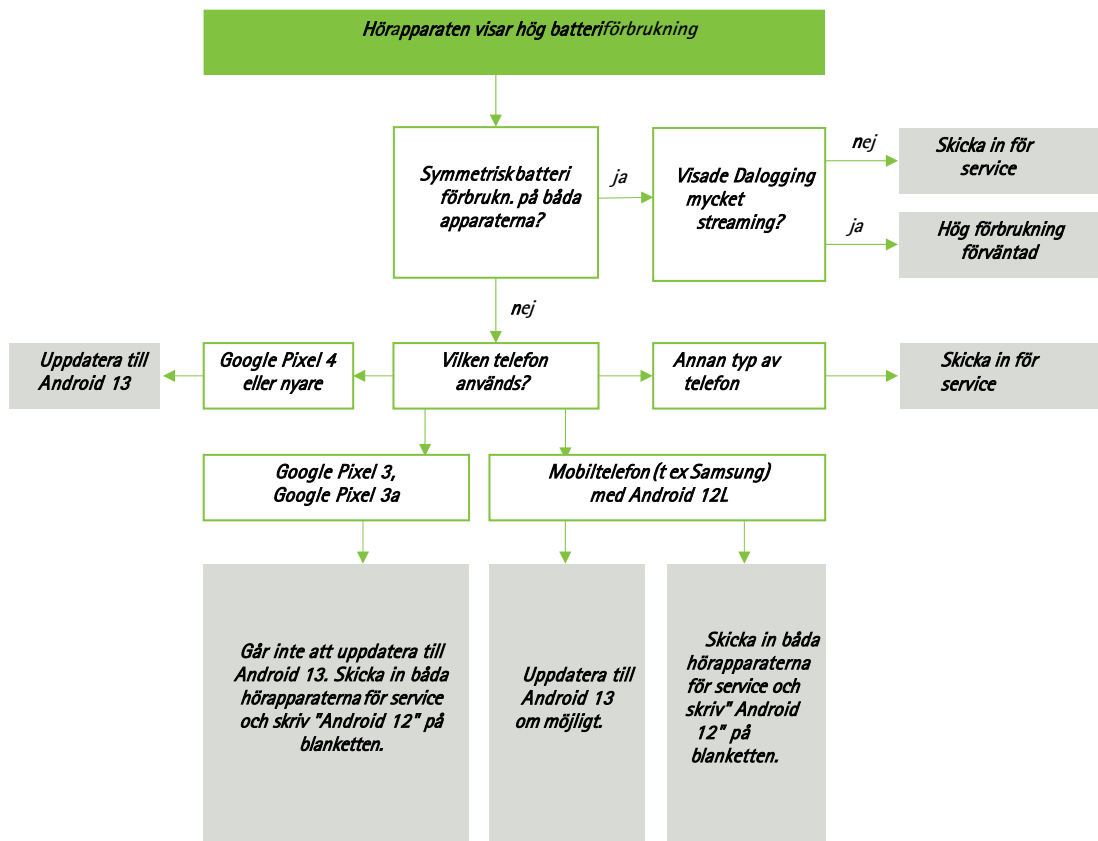 Hörapparaten visar hög batteriförbrukning
Symmetrisk batteri
förbrukn. på båda
apparaterna?
ja
Visade Dalogging
mycket
streaming?
nej
Skicka in för
service
ja
Hög förbrukning
förväntad
nej
Uppdatera till
Android 13
Google Pixel 4
eller nyare
Vilken telefon
används?
Annan typ av
telefon
Skicka in för
service
Google Pixel 3,
Google Pixel 3a
Mobiltelefon (t ex Samsung)
med Android 12L
Går inte att uppdatera till
Android 13. Skicka in båda
hörapparaterna för service
och skriv "Android 12" på
blanketten.
Uppdatera till
Android 13
om möjligt.
Skicka in båda
hörapparaterna
för service och
skriv" Android
12" på
blanketten.